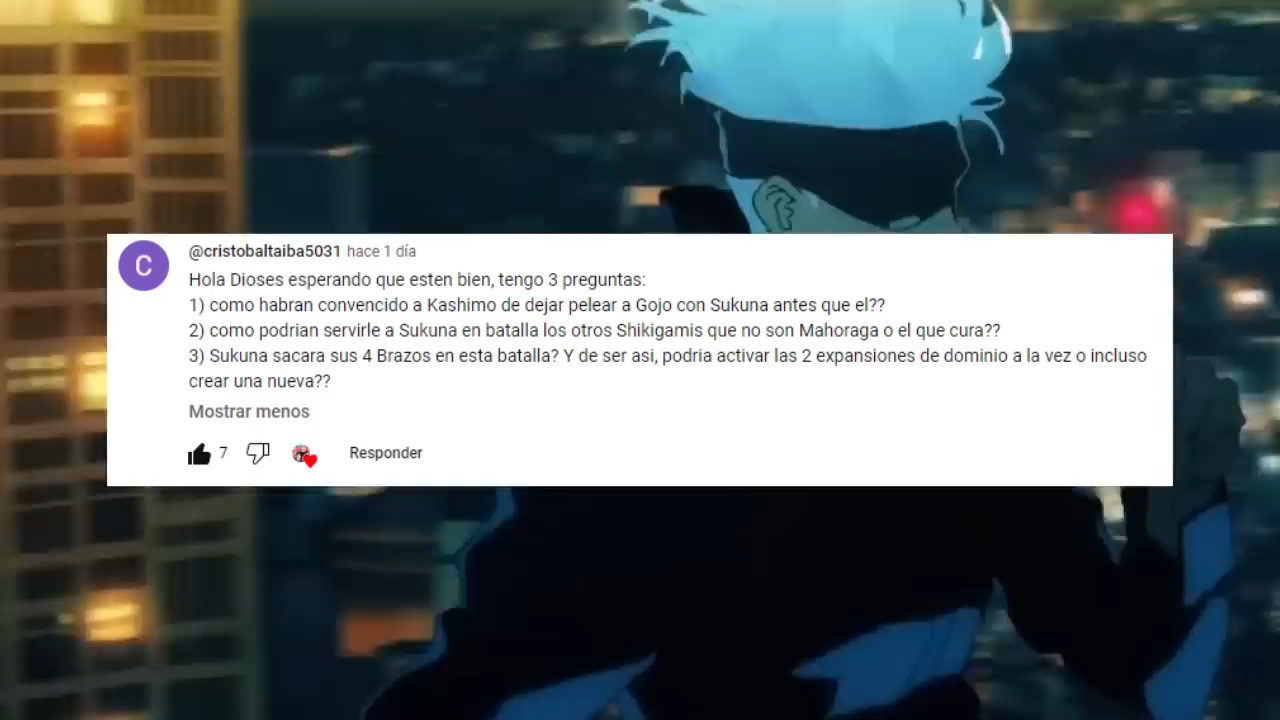 C
@cristobaltaiba5031 hace 1 día
Hola Dioses esperando que esten bien, tengo 3 preguntas:
1) como habran convencido a Kashimo de dejar pelear a Gojo con Sukuna antes que el??
2) como podrian servirle a Sukuna en batalla los otros Shikigamis que no son Mahoraga o el que cura??
3) Sukuna sacara sus 4 Brazos en esta batalla? Y de ser asi, podria activar las 2 expansiones de dominio a la vez o incluso
crear una nueva??
Mostrar menos
7 Responder